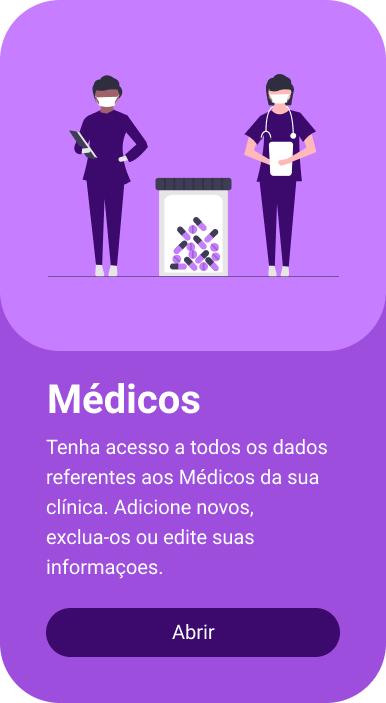 Médicos
Tenha acesso a todos os dados
referentes aos Médicos da sua
clínica. Adicione novos,
exclua-os ou edite suas
informaçoes.
Abrir